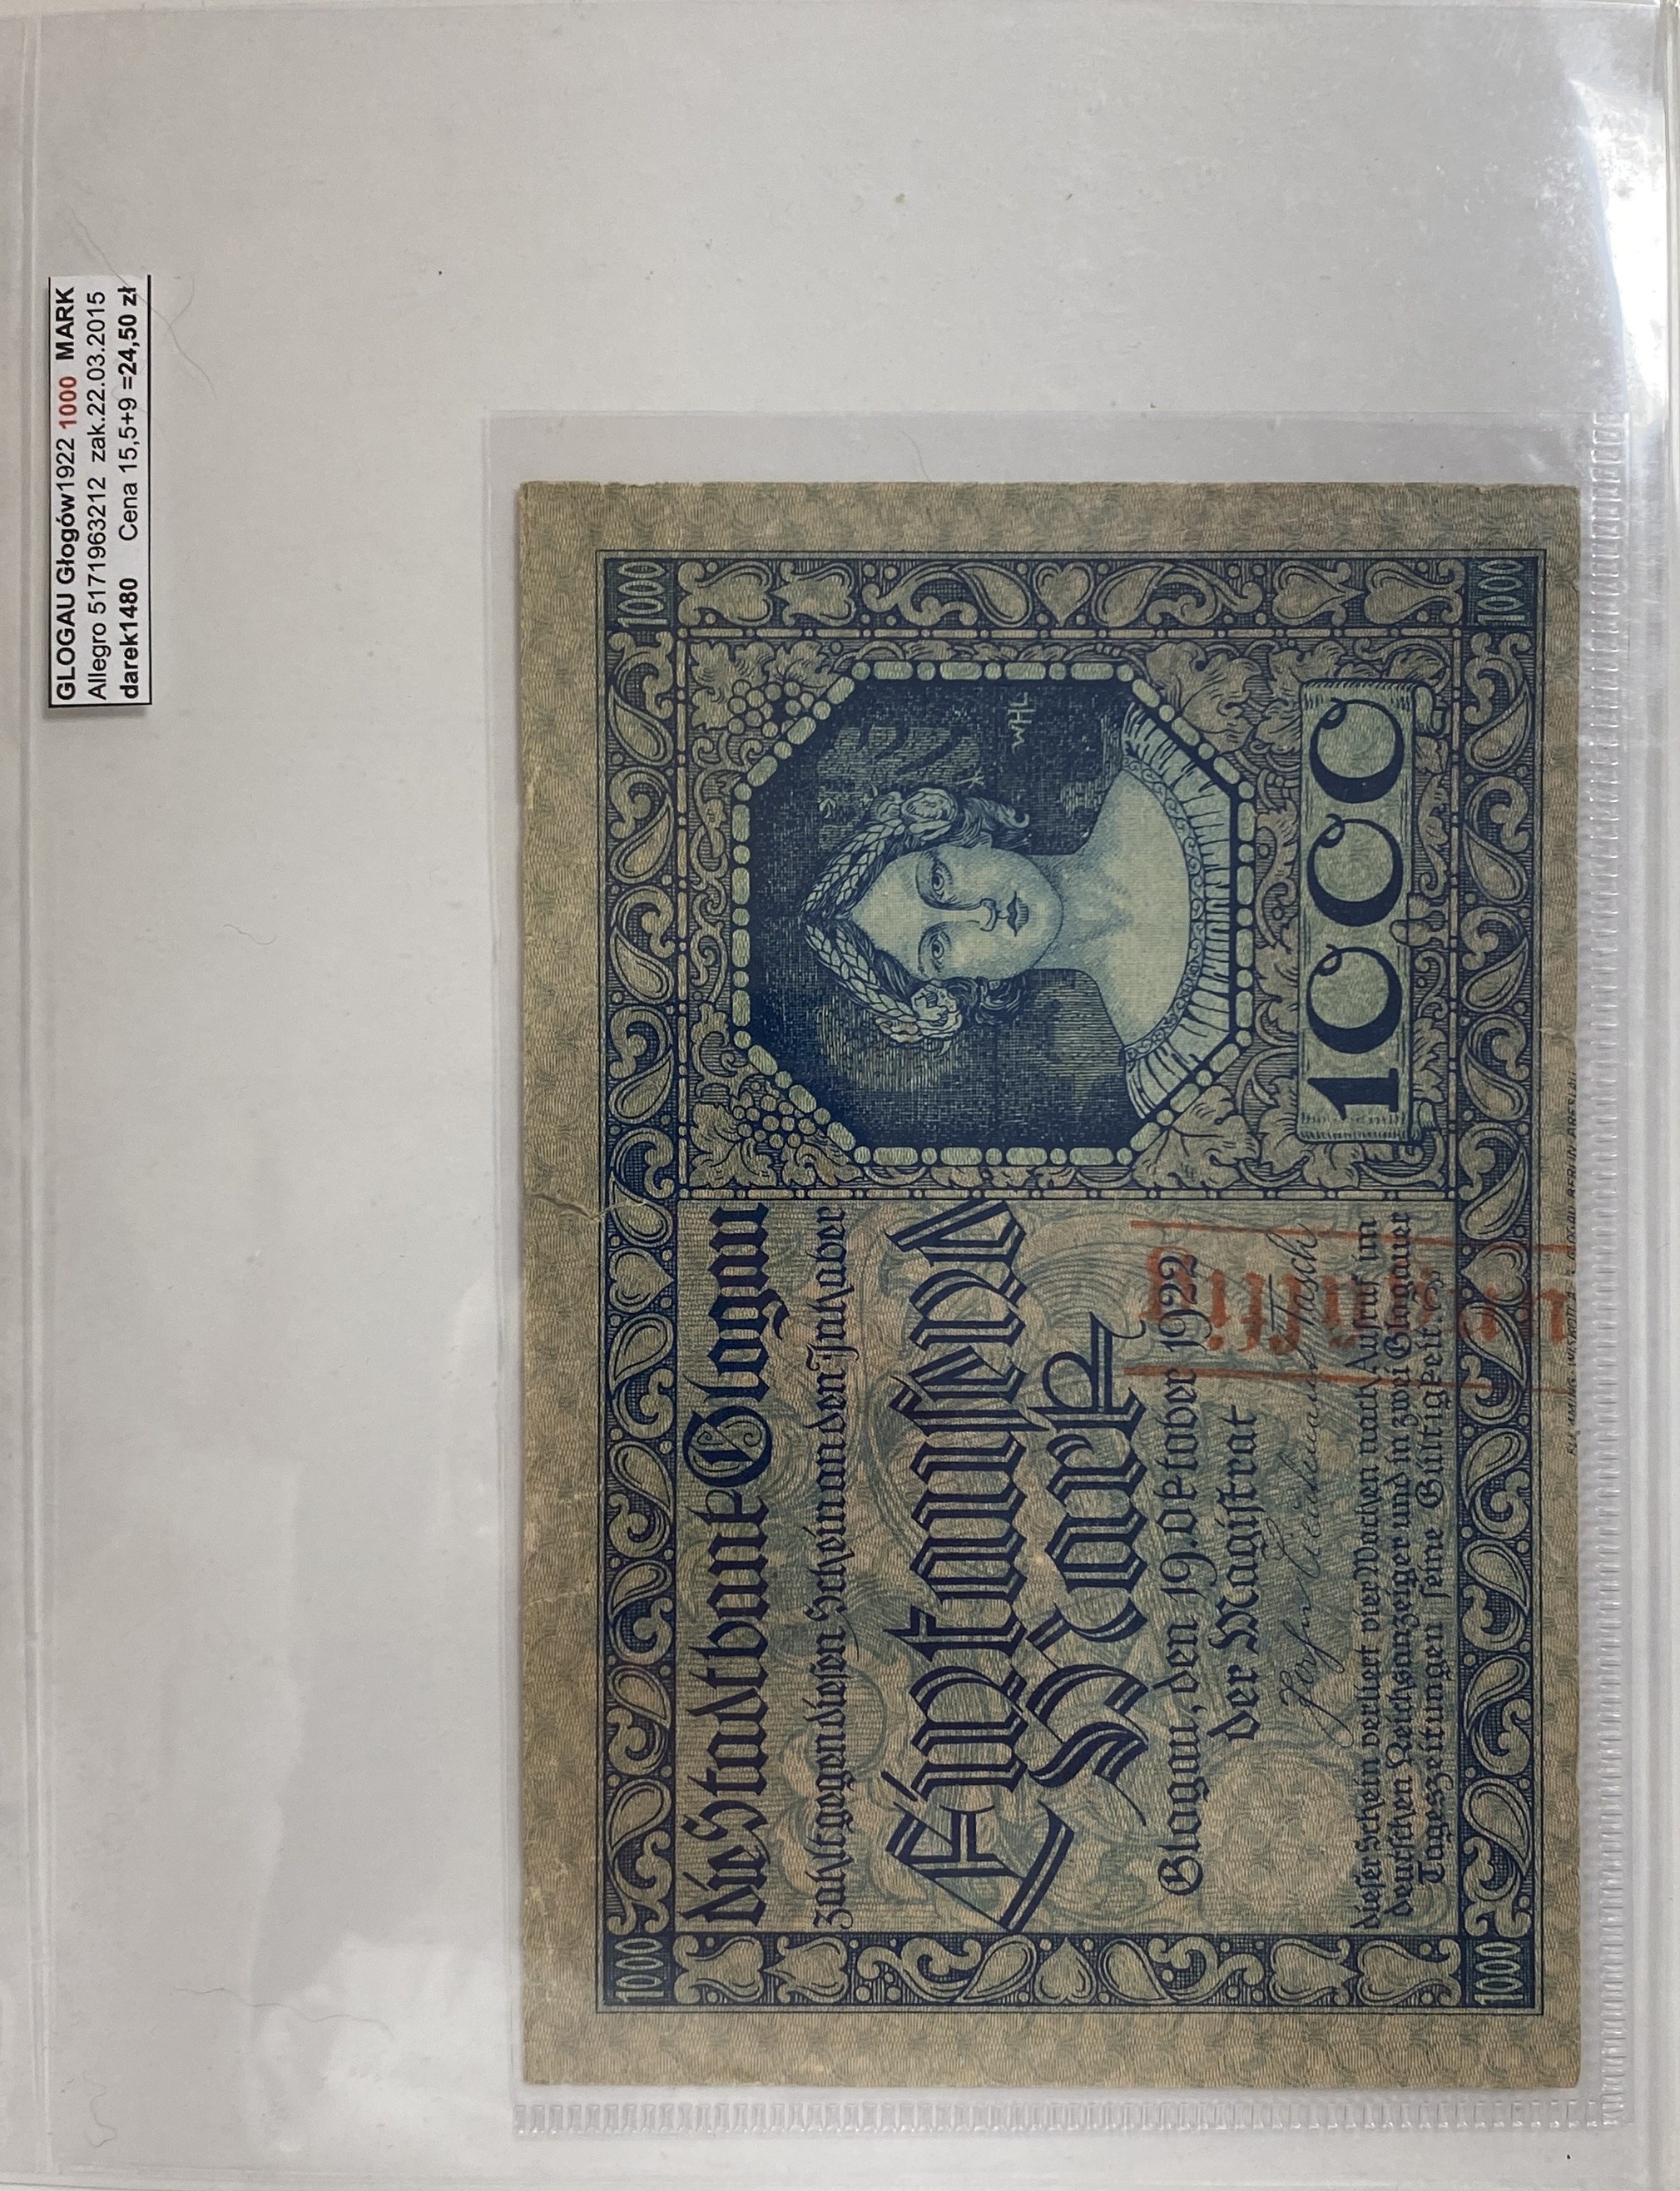 GLOGAU Głogów1922 1000 MARK
Allegro 5171963212 zak.22.03.2015
darek1480 Cena 15,5+9 =24,50 zł
1000
1000
die Stadtbank Glogau
zahlt gegen diesen Schein an den Inhaber
Eintausend
Mark
Glogau, den 19. oktober 1922
der Magistrat
dieser Schein verliert vier Wochen nach Aufruf im
deutschen Reichsanzeiger und in zwei Glogauer
Tageszeitungen seine Gültigkeit.
WHL
1000
1000
1000
Ungültig